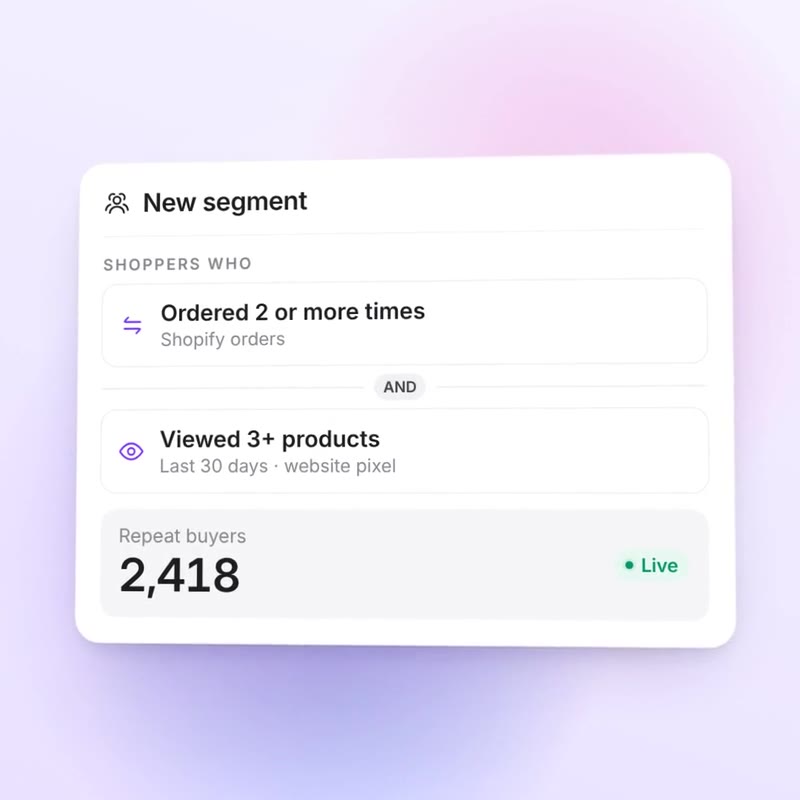 New segment
SHOPPERS WHO
Ordered 2 or more times
Shopify orders
AND
Viewed 3+ products
Last 30 days · website pixel
Repeat buyers
2,418
Live